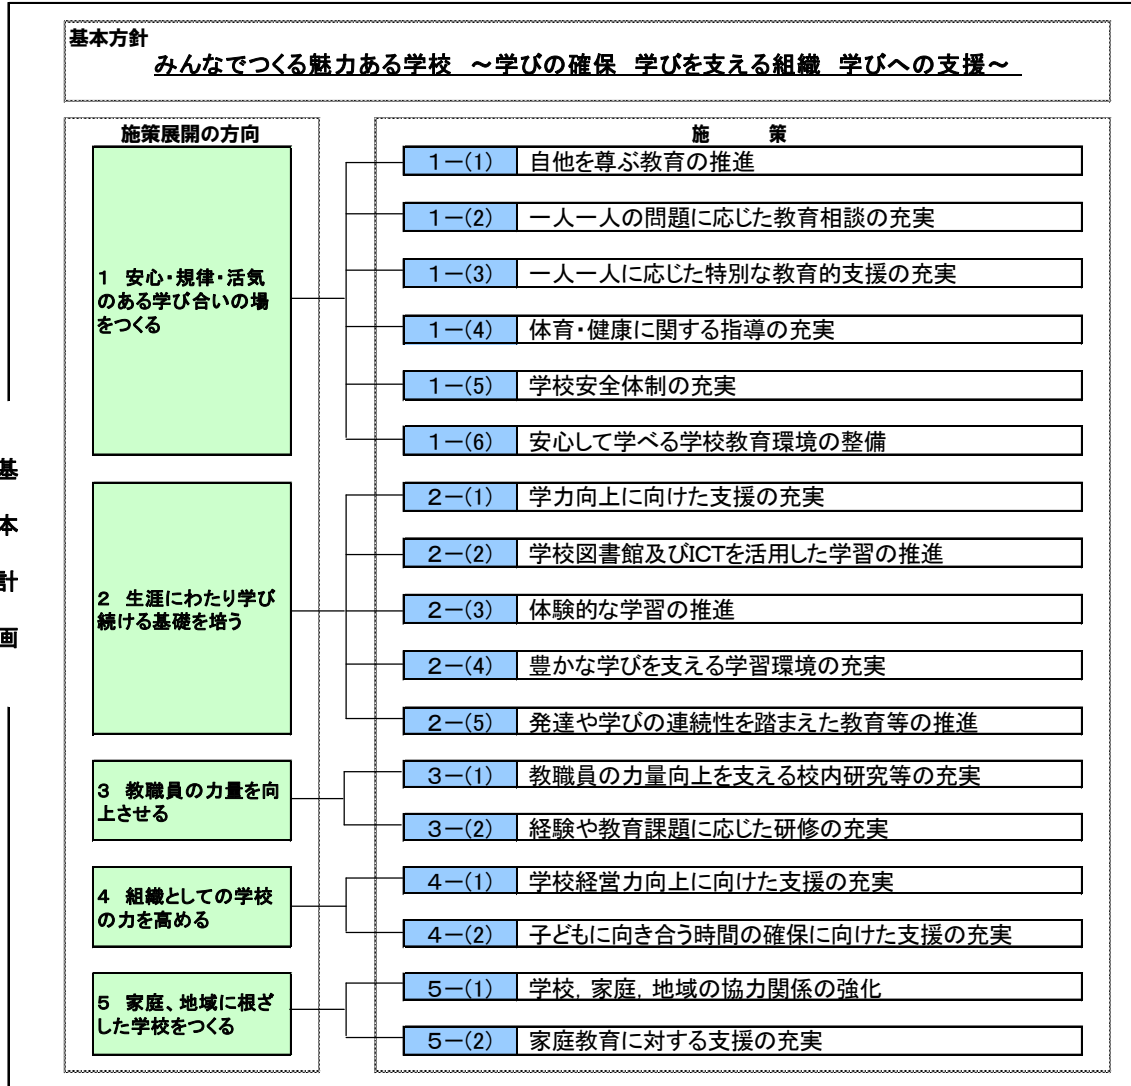 基本方針
みんなでつくる魅力ある学校 ～学びの確保 学びを支える組織 学びへの支援～
施策展開の方向
施 策
1 安心・規律・活気
のある学び合いの場
をつくる
1－(1) 自他を尊ぶ教育の推進
1－(2) 一人一人の問題に応じた教育相談の充実
1－(3) 一人一人に応じた特別な教育的支援の充実
1－(4) 体育・健康に関する指導の充実
1－(5) 学校安全体制の充実
1－(6) 安心して学べる学校教育環境の整備
基
本
計
画
2 生涯にわたり学び
続ける基礎を培う
2－(1) 学力向上に向けた支援の充実
2－(2) 学校図書館及びICTを活用した学習の推進
2－(3) 体験的な学習の推進
2－(4) 豊かな学びを支える学習環境の充実
2－(5) 発達や学びの連続性を踏まえた教育等の推進
3 教職員の力量を向
上させる
3－(1) 教職員の力量向上を支える校内研究等の充実
3－(2) 経験や教育課題に応じた研修の充実
4 組織としての学校
の力を高める
4－(1) 学校経営力向上に向けた支援の充実
4－(2) 子どもに向き合う時間の確保に向けた支援の充実
5 家庭、地域に根ざ
した学校をつくる
5－(1) 学校，家庭，地域の協力関係の強化
5－(2) 家庭教育に対する支援の充実